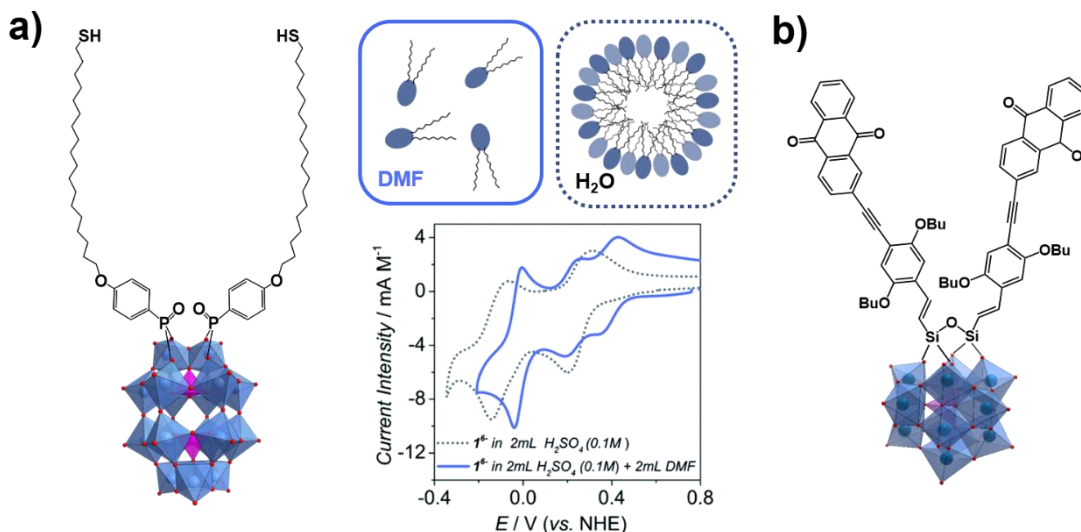 a)
SH
HS
O
O
O
P
O
P
DMF
H₂O
Current Intensity / mA M⁻¹
4
0
-4
-8
-12
1⁶⁻ in 2mL H₂SO₄ (0.1M)
1⁶⁻ in 2mL H₂SO₄ (0.1M) + 2mL DMF
-0.4
0.0
0.4
0.8
E / V (vs. NHE)
b)
O
O
O
O
OBu
OBu
BuO
BuO
Si
O
Si